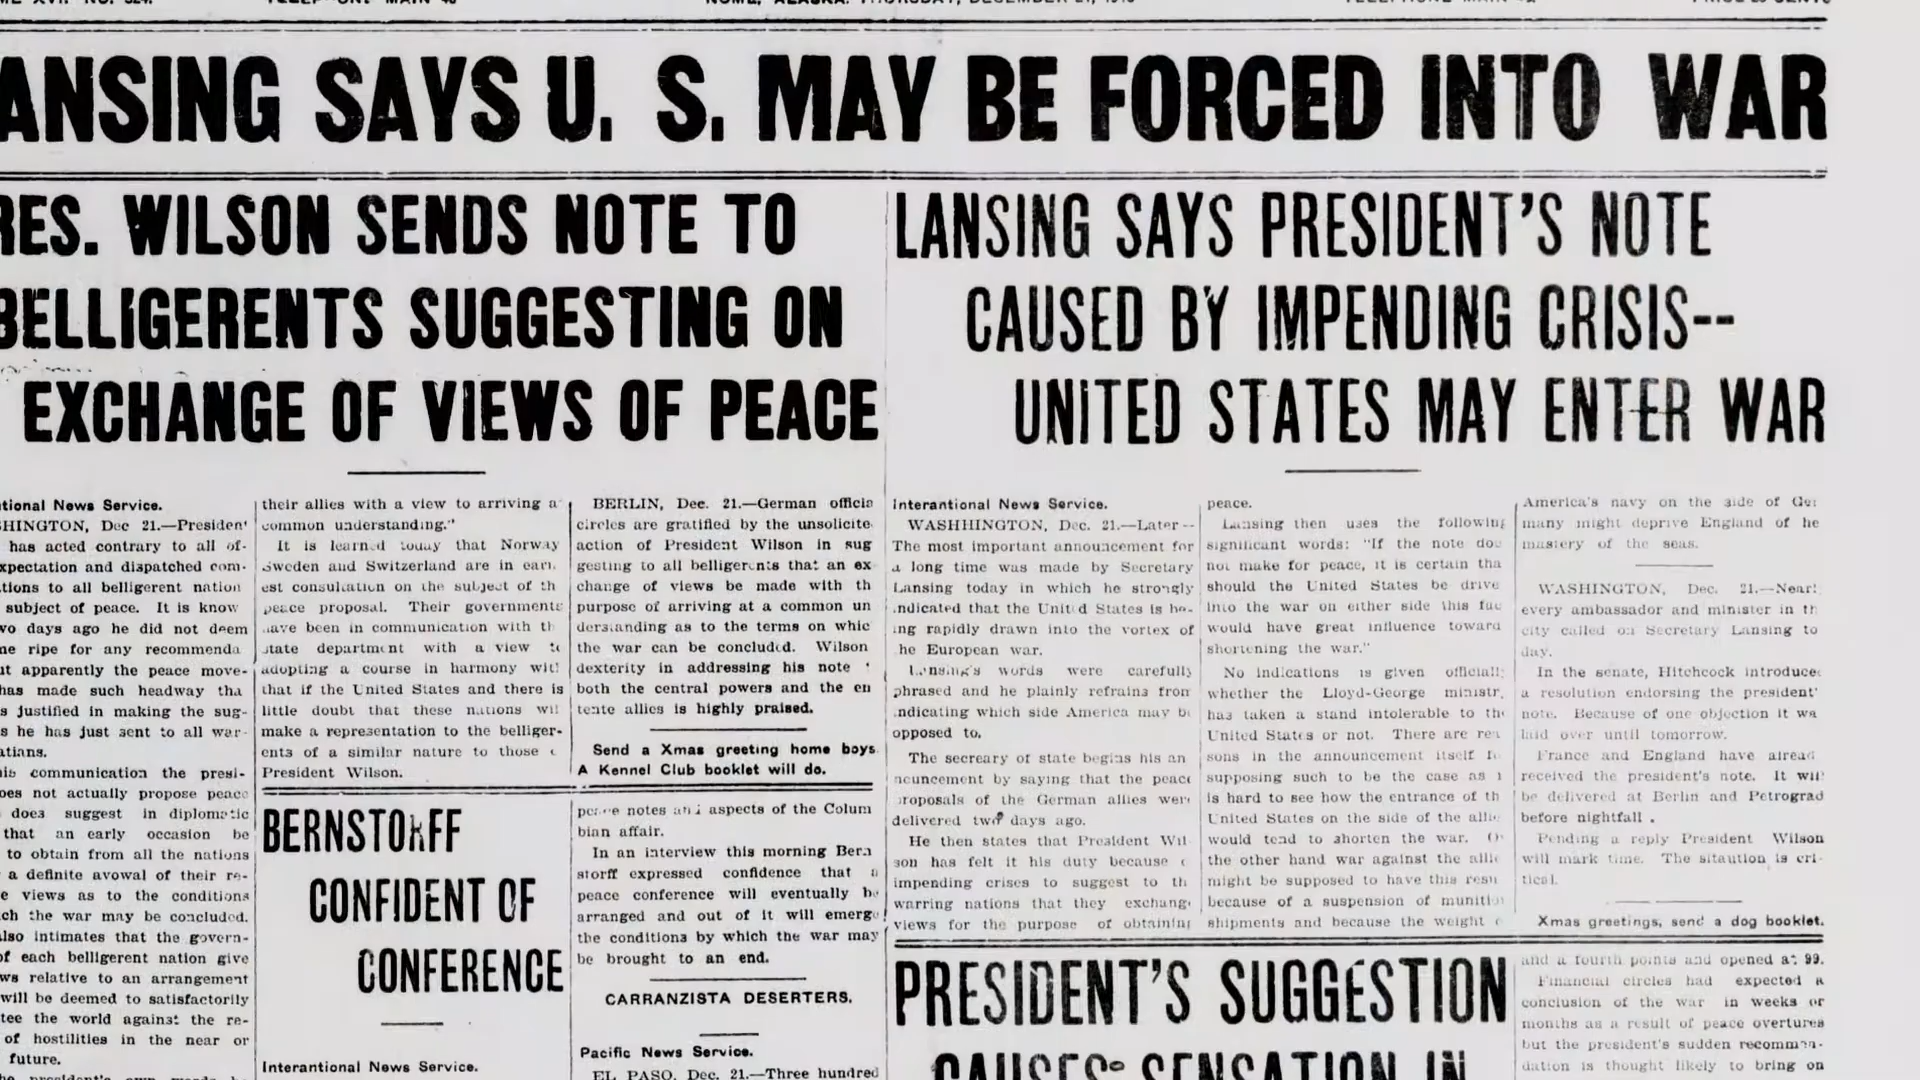 TELEPHONE MAIN
NOME, ALASKA, THURSDAY, DECEMBER 21,
ANSING SAYS U. S. MAY BE FORCED INTO WAR
RES. WILSON SENDS NOTE TO
BELLIGERENTS SUGGESTING ON
EXCHANGE OF VIEWS OF PEACE
tional News Service.
HINGTON, Dec 21.—Presiden'
has acted contrary to all of-
xpectation and dispatched com-
tions to all belligerent nation
subject of peace. It is know
vo days ago he did not deem
ne ripe for any recommenda
ut apparently the peace move-
has made such headway tha
s justified in making the sug-
s he has just sent to all war-
ations.
his communication the presi-
oes not actually propose peace
does suggest in diplomatic
that an early occasion be
to obtain from all the nations
a definite avowal of their re-
e views as to the conditions
ch the war may be concluded.
also intimates that the govern-
of each belligerent nation give
ws relative to an arrangement
will be deemed to satisfactorily
tee the world against the re-
of hostilities in the near or
future.
their allies with a view to arriving a
common understanding."
It is learned today that Norway
Sweden and Switzerland are in earn
est consultation on the subject of th
peace proposal. Their governments
have been in communication with th
state department with a view t
adopting a course in harmony wit
that if the United States and there is
little doubt that these nations wil
make a representation to the belliger-
ents of a similar nature to those
President Wilson.
BERNSTORFF
CONFIDENT OF
CONFERENCE
Interantional News Service.
BERLIN, Dec. 21.—German officia
circles are gratified by the unsolicite
action of President Wilson in sug
gesting to all belligerents that an ex
change of views be made with th
purpose of arriving at a common un
derstanding as to the terms on whic
the war can be concluded. Wilson
dexterity in addressing his note
both the central powers and the en
tente allies is highly praised.
Send a Xmas greeting home boys
A Kennel Club booklet will do.
notes and aspects of the Colum
bian affair.
In an interview this morning Bern
storff expressed confidence that a
peace conference will eventually b
arranged and out of it will emerge
the conditions by which the war may
be brought to an end.
CARRANZISTA DESERTERS.
Pacific News Service.
EL PASO, Dec. 21.—Three hundred
LANSING SAYS PRESIDENT'S NOTE
CAUSED BY IMPENDING CRISIS--
UNITED STATES MAY ENTER WAR
Interantional News Service.
WASHHINGTON, Dec. 21.—Later--
The most important announcement for
a long time was made by Secretary
Lansing today in which he strongly
indicated that the United States is be-
ing rapidly drawn into the vortex of
he European war.
Lansing's words were carefully
phrased and he plainly refrains from
indicating which side America may b
opposed to.
The secreary of state begins his an
nouncement by saying that the peace
proposals of the German allies were
delivered two days ago.
He then states that President Wil
son has felt it his duty because
impending crises to suggest to th
warring nations that they exchang
views for the purpose of obtaining
peace.
Lansing then uses the following
significant words: "If the note doe
not make for peace, it is certain tha
should the United States be drive
into the war on either side this fac
would have great influence toward
shortening the war."
No indications is given officially
whether the Lloyd-George ministr
has taken a stand intolerable to the
United States or not. There are rea
sons in the announcement itself fo
supposing such to be the case as i
is hard to see how the entrance of th
United States on the side of the allie
would tend to shorten the war. On
the other hand war against the allie
might be supposed to have this resu
because of a suspension of munition
shipments and because the weight o
America's navy on the side of Ger
many might deprive England of he
mastery of the seas.
WASHINGTON, Dec. 21.—Nearl
every ambassador and minister in th
city called on Secretary Lansing to
day.
In the senate, Hitchcock introduce
a resolution endorsing the president'
note. Because of one objection it wa
laid over until tomorrow.
France and England have alread
received the president's note. It wil
be delivered at Berlin and Petrograd
before nightfall .
Pending a reply President Wilson
will mark time. The sitaution is cri-
tical.
Xmas greetings, send a dog booklet.
PRESIDENT'S SUGGESTION
CAUSES SENSATION IN
and a fourth points and opened at 99.
Financial circles had expected a
conclusion of the war in weeks or
months as a result of peace overtures
but the president's sudden recommen-
dation is thought likely to bring on